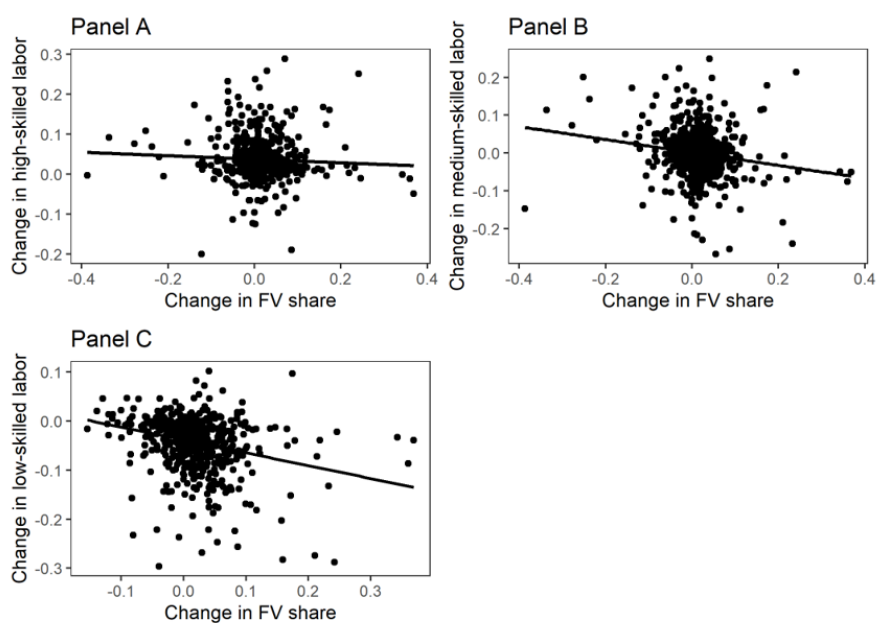 Panel A
Change in high-skilled labor
0.3
0.2
0.1
0.0
-0.1
-0.2
-0.4 -0.2 0.0 0.2 0.4
Change in FV share
Panel B
Change in medium-skilled labor
0.2
0.1
0.0
-0.1
-0.2
-0.4 -0.2 0.0 0.2 0.4
Change in FV share
Panel C
Change in low-skilled labor
0.1
0.0
-0.1
-0.2
-0.3
-0.1 0.0 0.1 0.2 0.3
Change in FV share